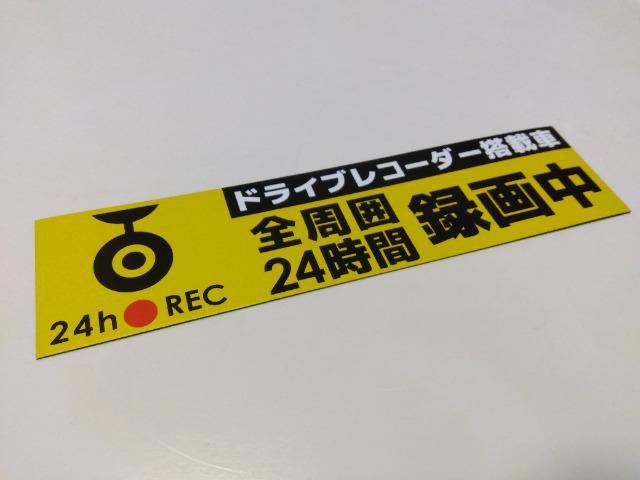 ドライブレコーダー搭載車
全周囲
24時間
録画中
24h REC